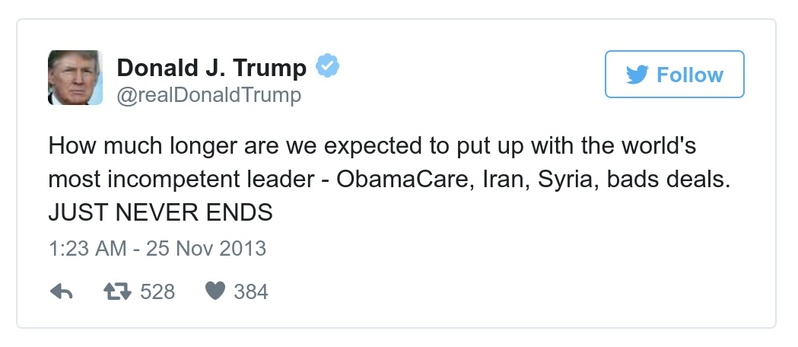 Donald J. Trump
@realDonaldTrump
Follow
How much longer are we expected to put up with the world's
most incompetent leader - ObamaCare, Iran, Syria, bads deals.
JUST NEVER ENDS
1:23 AM - 25 Nov 2013
528 384